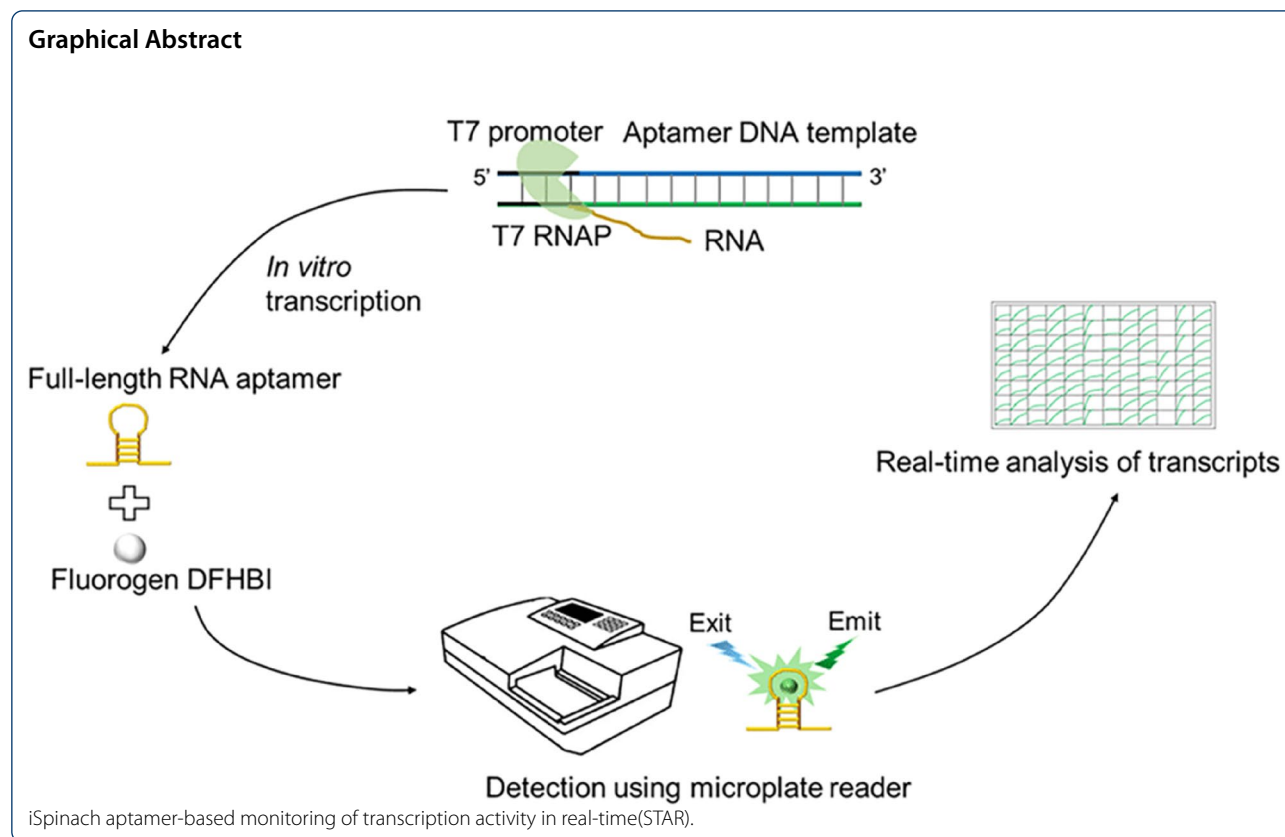 Graphical Abstract
T7 promoter
Aptamer DNA template
5’
3’
T7 RNAP
RNA
In vitro
transcription
Full-length RNA aptamer
Fluorogen DFHBI
Exit
Emit
Detection using microplate reader
Real-time analysis of transcripts
iSpinach aptamer-based monitoring of transcription activity in real-time(STAR).